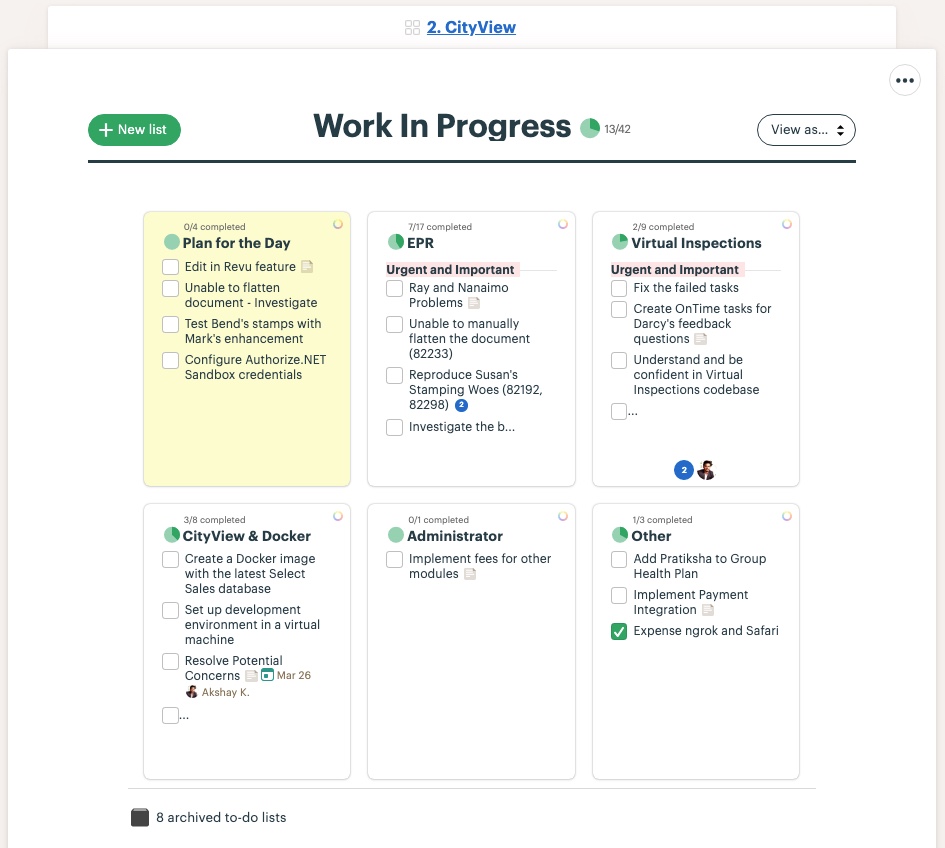 2. CityView
New list
Work In Progress
13/42
View as...
0/4 completed
Plan for the Day
Edit in Revu feature
Unable to flatten
document - Investigate
Test Bend's stamps with
Mark's enhancement
Configure Authorize.NET
Sandbox credentials
7/17 completed
EPR
Urgent and Important
Ray and Nanaimo
Problems
Unable to manually
flatten the document
(82233)
Reproduce Susan's
Stamping Woes (82192,
82298) 2
Investigate the b...
2/9 completed
Virtual Inspections
Urgent and Important
Fix the failed tasks
Create OnTime tasks for
Darcy's feedback
questions
Understand and be
confident in Virtual
Inspections codebase
...
2
3/8 completed
CityView & Docker
Create a Docker image
with the latest Select
Sales database
Set up development
environment in a virtual
machine
Resolve Potential
Concerns Mar 26
Akshay K.
...
0/1 completed
Administrator
Implement fees for other
modules
1/3 completed
Other
Add Pratiksha to Group
Health Plan
Implement Payment
Integration
Expense ngrok and Safari
8 archived to-do lists